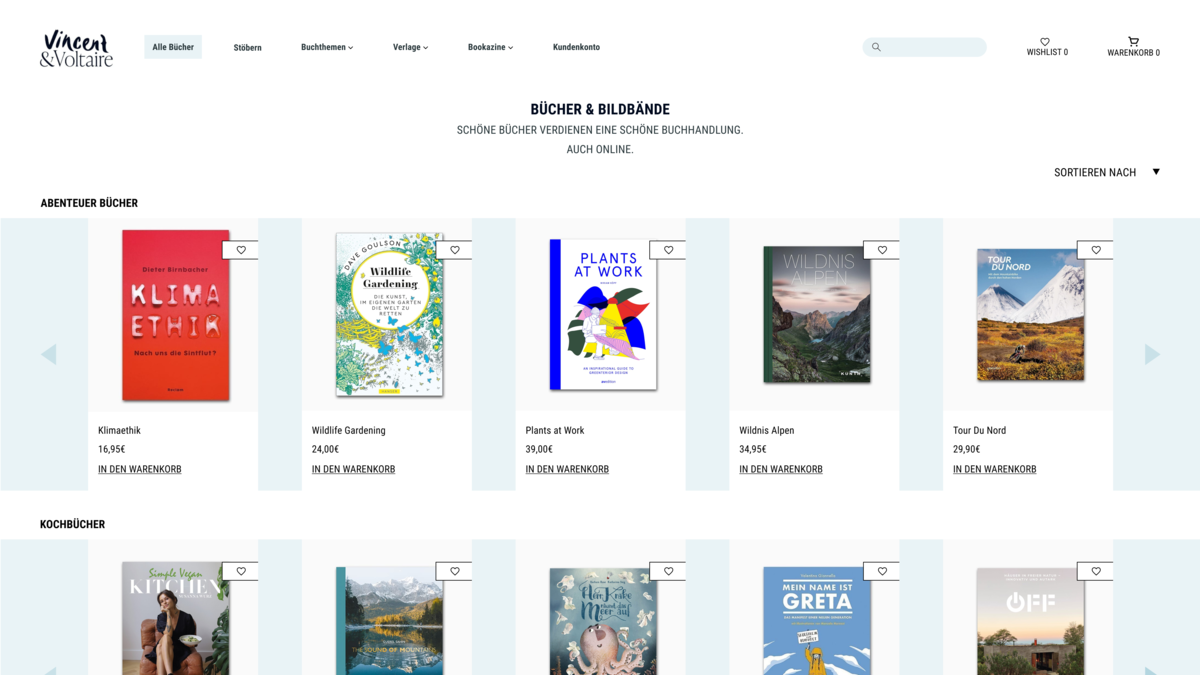 Vincent
&Voltaire
Alle Bücher
Stöbern
Buchthemen
Verlage
Bookazine
Kundenkonto
WISHLIST 0
WARENKORB 0
BÜCHER & BILDBÄNDE
SCHÖNE BÜCHER VERDIENEN EINE SCHÖNE BUCHHANDLUNG.
AUCH ONLINE.
SORTIEREN NACH
ABENTEUER BÜCHER
Dieter Birnbacher
KLIMA
ETHIK
Nach uns die Sintflut?
DAVE GOULSON
Wildlife
Gardening
DIE KUNST,
IM EIGENEN GARTEN
DIE WELT ZU
RETTEN
PLANTS
AT WORK
AN INSPIRATIONAL GUIDE TO
WILDNIS
ALPEN
TOUR
DU NORD
Klimaethik
16,95€
IN DEN WARENKORB
Wildlife Gardening
24,00€
IN DEN WARENKORB
Plants at Work
39,00€
IN DEN WARENKORB
Wildnis Alpen
34,95€
IN DEN WARENKORB
Tour Du Nord
29,90€
IN DEN WARENKORB
KOCHBÜCHER
Simple Vegan
KITCHEN
THE SOUND OF MOUNTAINS
Herr Krake
räumt das
Meer auf
MEIN NAME IST
GRETA
OFF